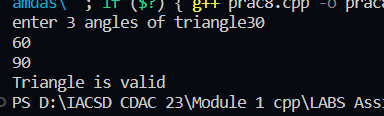 amdas\" ; if ($?) { g++ prac8.cpp -o prac
enter 3 angles of triangle30
60
90
Triangle is valid
PS D:\IACSD CDAC 23\Module 1 cpp\LABS Assi